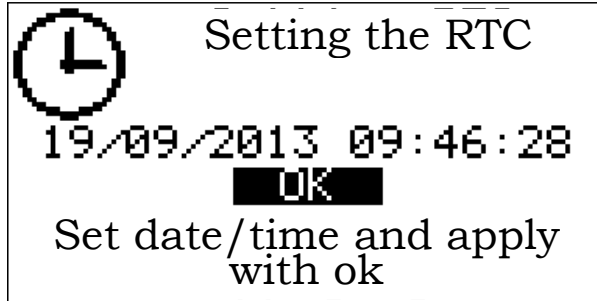 Setting the RTC
19/09/2013 09:46:28
OK
Set date/time and apply
with ok